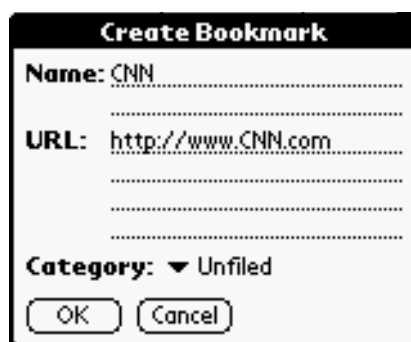 Create Bookmark
Name: CNN
URL: http://www.CNN.com
Category: Unfiled
OK Cancel